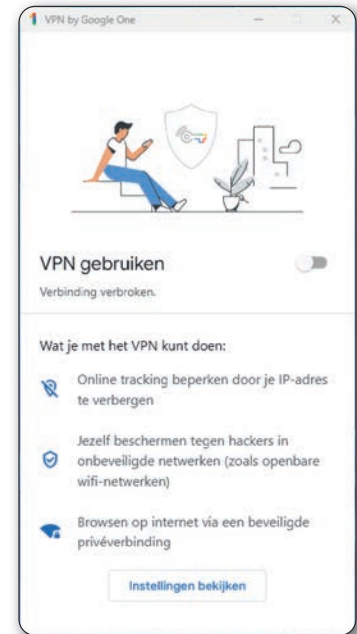 VPN by Google One
VPN gebruiken
Verbinding verbroken.
Wat je met het VPN kunt doen:
Online tracking beperken door je IP-adres
te verbergen
Jezelf beschermen tegen hackers in
onbeveiligde netwerken (zoals openbare
wifi-netwerken)
Browsen op internet via een beveiligde
privéverbinding
Instellingen bekijken